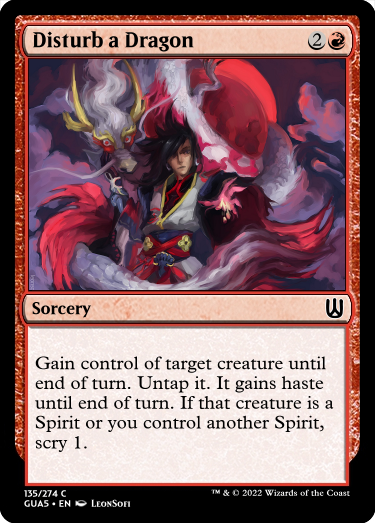 Disturb a Dragon 2
Sorcery
Gain control of target creature until
end of turn. Untap it. It gains haste
until end of turn. If that creature is a
Spirit or you control another Spirit,
scry 1.
135/274 C
GUA5 • EN LeonSofi
™ & © 2022 Wizards of the Coast